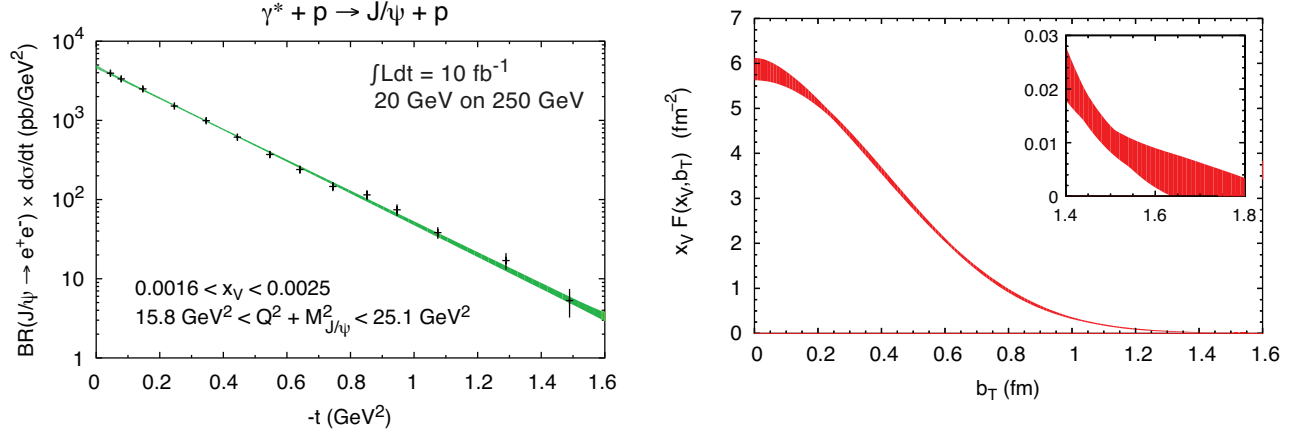 γ* + p → J/ψ + p
BR(J/ψ → e⁺e⁻) × dσ/dt (pb/GeV²)
10⁴
10³
10²
10
1
∫Ldt = 10 fb⁻¹
20 GeV on 250 GeV
0.0016 < x_V < 0.0025
15.8 GeV² < Q² + M²_J/ψ < 25.1 GeV²
0 0.2 0.4 0.6 0.8 1 1.2 1.4 1.6
-t (GeV²)
x_V F(x_V,b_T) (fm⁻²)
7
6
5
4
3
2
1
0
0.03
0.02
0.01
0
1.4 1.6 1.8
0 0.2 0.4 0.6 0.8 1 1.2 1.4 1.6
b_T (fm)